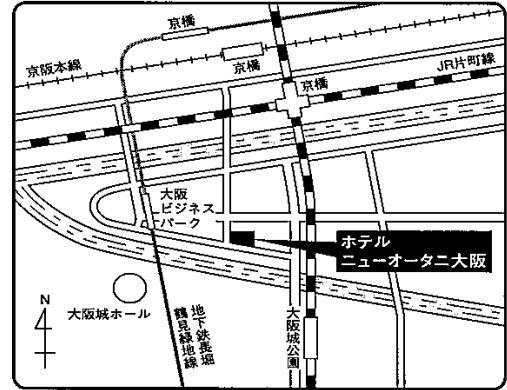 京橋
京阪本線
京橋
JR片町線
京橋
大阪
ビジネス
パーク
ホテル
ニューオータニ大阪
大阪城ホール
N
地下鉄長堀
鶴見緑地線
大阪城公園